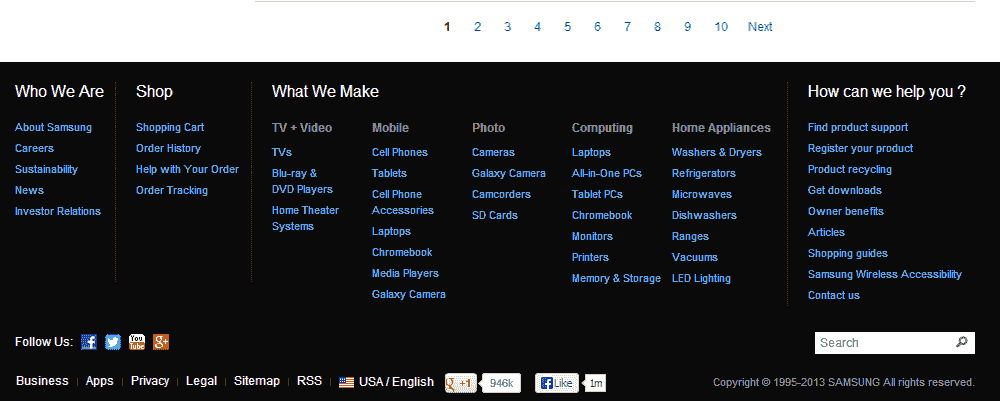 1 2 3 4 5 6 7 8 9 10 Next
Who We Are
About Samsung
Careers
Sustainability
News
Investor Relations
Shop
Shopping Cart
Order History
Help with Your Order
Order Tracking
What We Make
TV + Video
TVs
Blu-ray &
DVD Players
Home Theater
Systems
Mobile
Cell Phones
Tablets
Cell Phone
Accessories
Laptops
Chromebook
Media Players
Galaxy Camera
Photo
Cameras
Galaxy Camera
Camcorders
SD Cards
Computing
Laptops
All-in-One PCs
Tablet PCs
Chromebook
Monitors
Printers
Memory & Storage
Home Appliances
Washers & Dryers
Refrigerators
Microwaves
Dishwashers
Ranges
Vacuums
LED Lighting
How can we help you ?
Find product support
Register your product
Product recycling
Get downloads
Owner benefits
Articles
Shopping guides
Samsung Wireless Accessibility
Contact us
Follow Us: f You Tube g+
Search
Business | Apps | Privacy | Legal | Sitemap | RSS | USA / English g +1 946k f Like 1m
Copyright © 1995-2013 SAMSUNG All rights reserved.